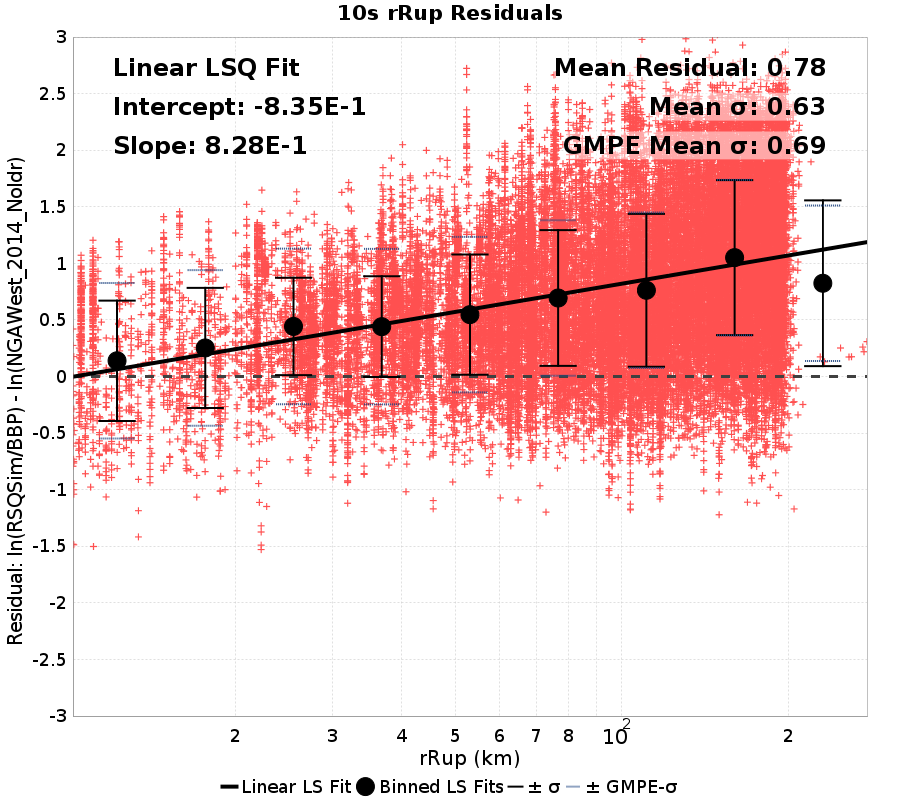 10s rRup Residuals
Linear LSQ Fit
Intercept: -8.35E-1
Slope: 8.28E-1
Mean Residual: 0.78
Mean σ: 0.63
GMPE Mean σ: 0.69
Residual: ln(RSQSim/BBP) - ln(NGAWest_2014_NoIdr)
3
2.5
2
1.5
1
0.5
0
-0.5
-1
-1.5
-2
-2.5
-3
2 3 4 5 6 7 8 10² 2
rRup (km)
Linear LS Fit Binned LS Fits ± σ ± GMPE-σ